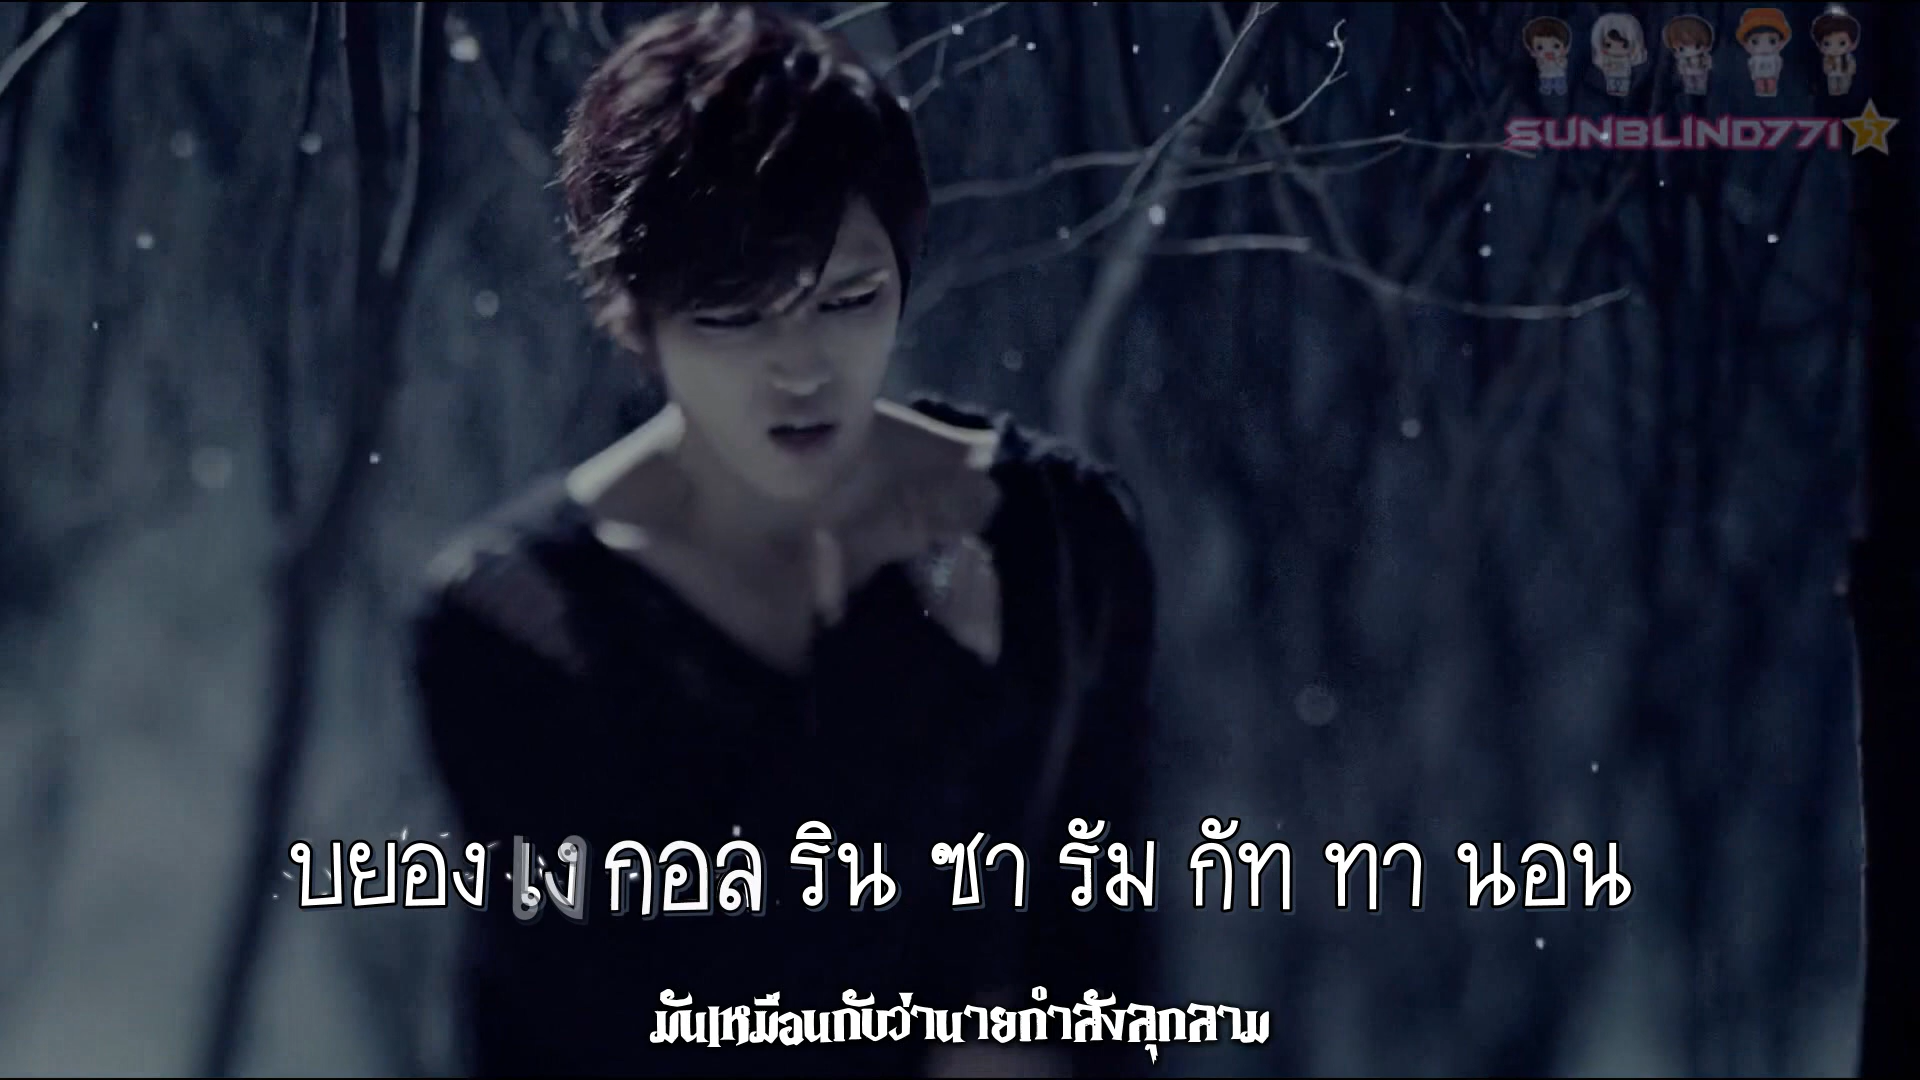 SUNBLIND771
บยอง เง กอล ริน ซา รัม กัท ทา นอน
มันเหมือนกับว่านายกำลังลุกลาม